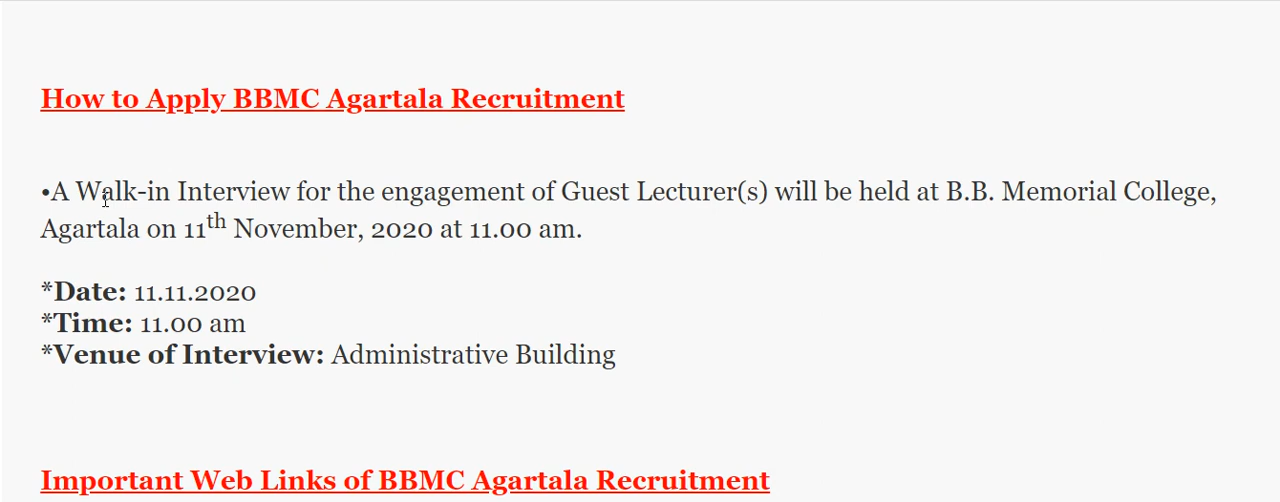 How to Apply BBMC Agartala Recruitment
•A Walk-in Interview for the engagement of Guest Lecturer(s) will be held at B.B. Memorial College,
Agartala on 11th November, 2020 at 11.00 am.
*Date: 11.11.2020
*Time: 11.00 am
*Venue of Interview: Administrative Building
Important Web Links of BBMC Agartala Recruitment